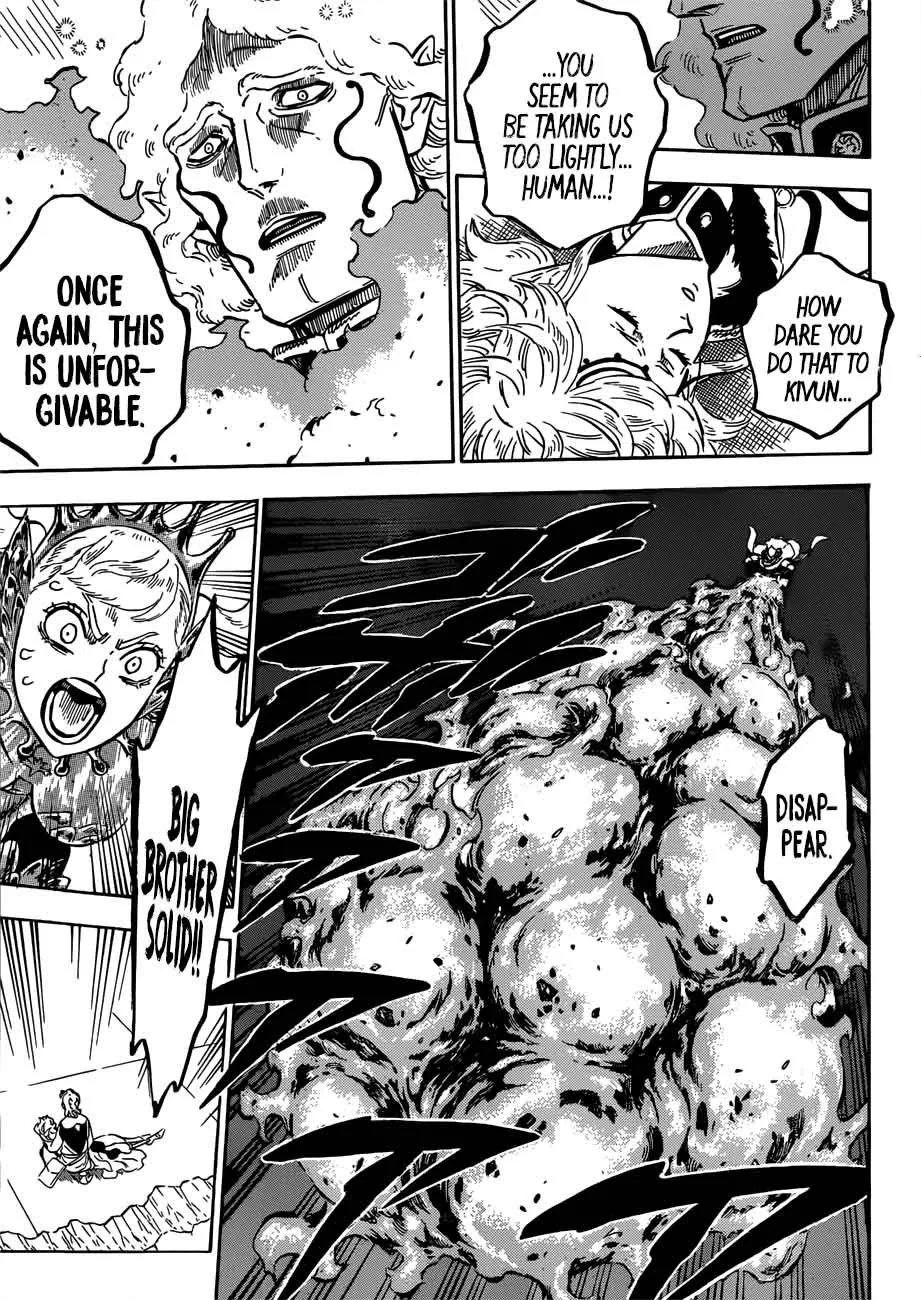 ...YOU
SEEM TO
BE TAKING US
TOO LIGHTLY...
HUMAN...!
HOW
DARE YOU
DO THAT TO
KIVUN...
ONCE
AGAIN, THIS
IS UNFOR-
GIVABLE.
DISAP-
PEAR.
BIG
BROTHER
SOLID!!